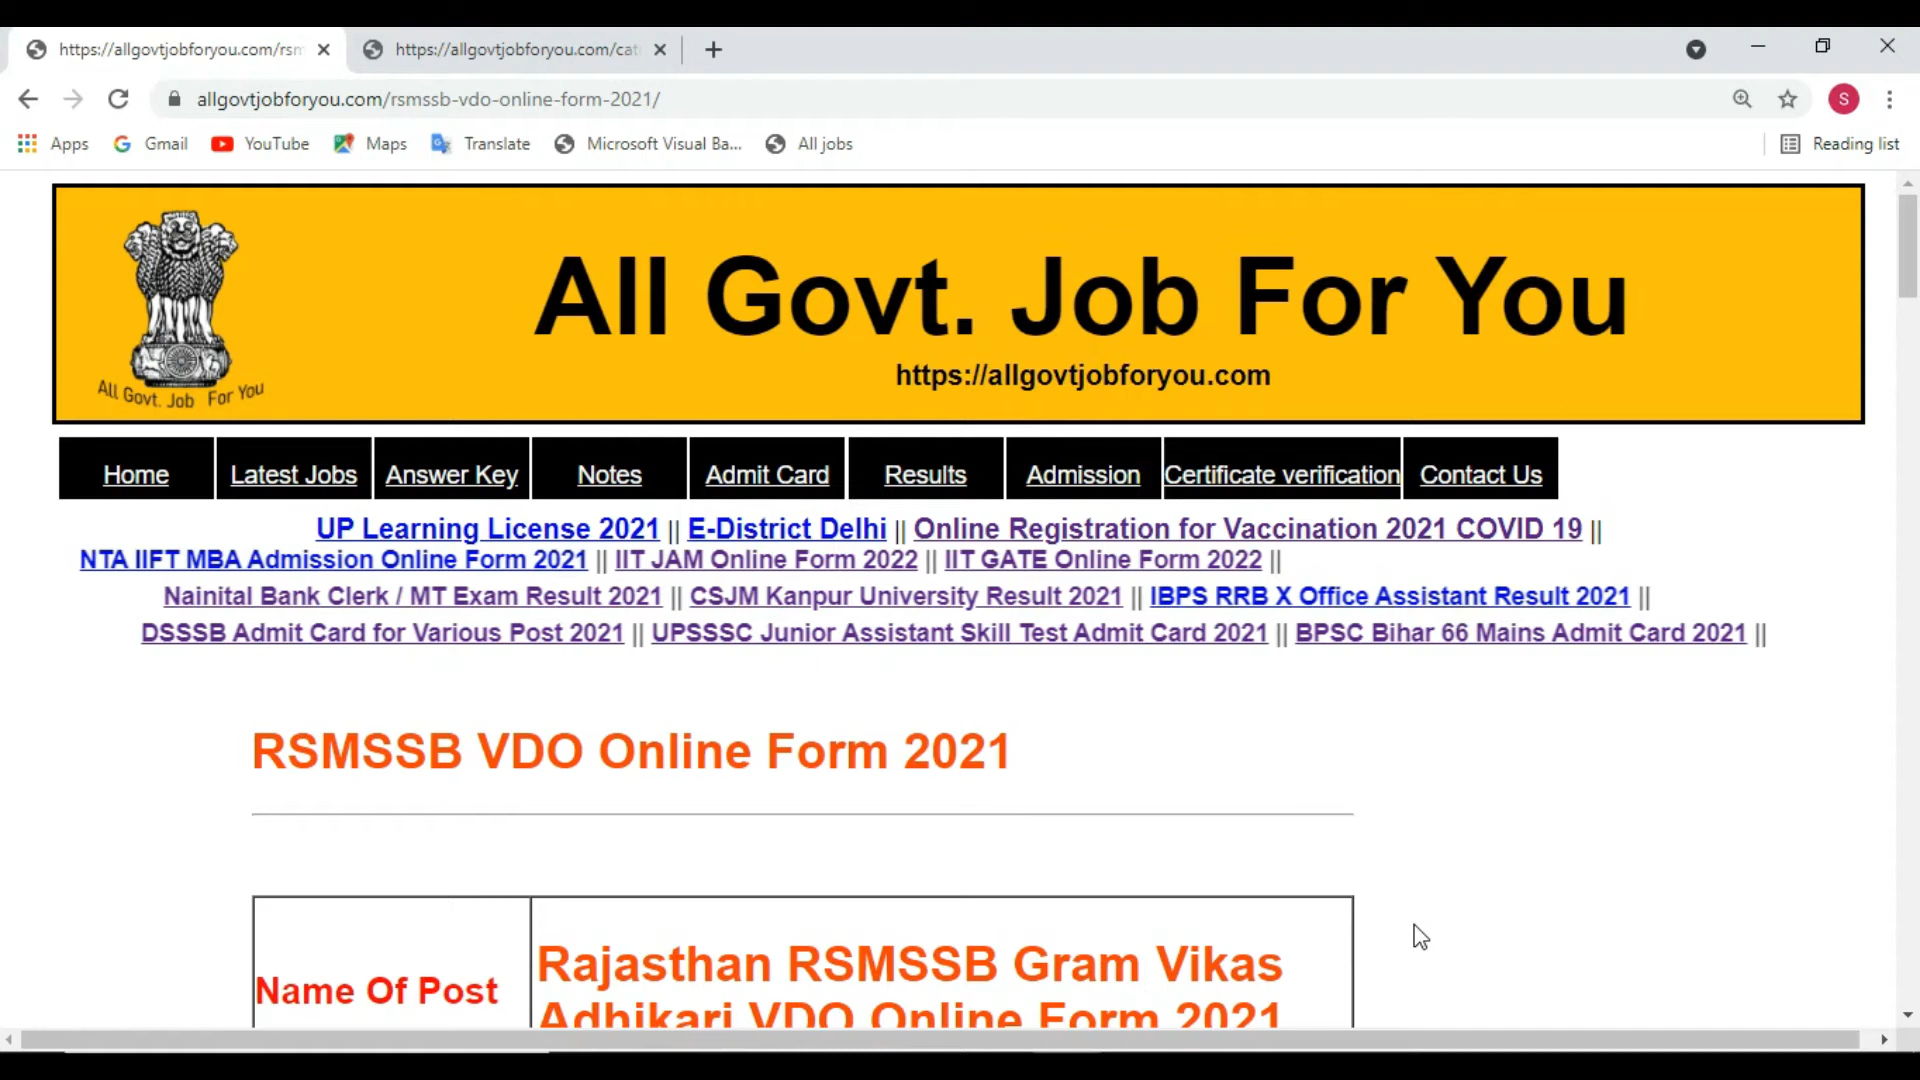 https://allgovtjobforyou.com/rsm
https://allgovtjobforyou.com/cat
allgovtjobforyou.com/rsmssb-vdo-online-form-2021/
S
Apps Gmail YouTube Maps Translate Microsoft Visual Ba... All jobs Reading list
All Govt. Job For You
https://allgovtjobforyou.com
All Govt. Job For You
Home Latest Jobs Answer Key Notes Admit Card Results Admission Certificate verification Contact Us
UP Learning License 2021 || E-District Delhi || Online Registration for Vaccination 2021 COVID 19 ||
NTA IIFT MBA Admission Online Form 2021 || IIT JAM Online Form 2022 || IIT GATE Online Form 2022 ||
Nainital Bank Clerk / MT Exam Result 2021 || CSJM Kanpur University Result 2021 || IBPS RRB X Office Assistant Result 2021 ||
DSSSB Admit Card for Various Post 2021 || UPSSSC Junior Assistant Skill Test Admit Card 2021 || BPSC Bihar 66 Mains Admit Card 2021 ||
RSMSSB VDO Online Form 2021
Name Of Post
Rajasthan RSMSSB Gram Vikas
Adhikari VDO Online Form 2021